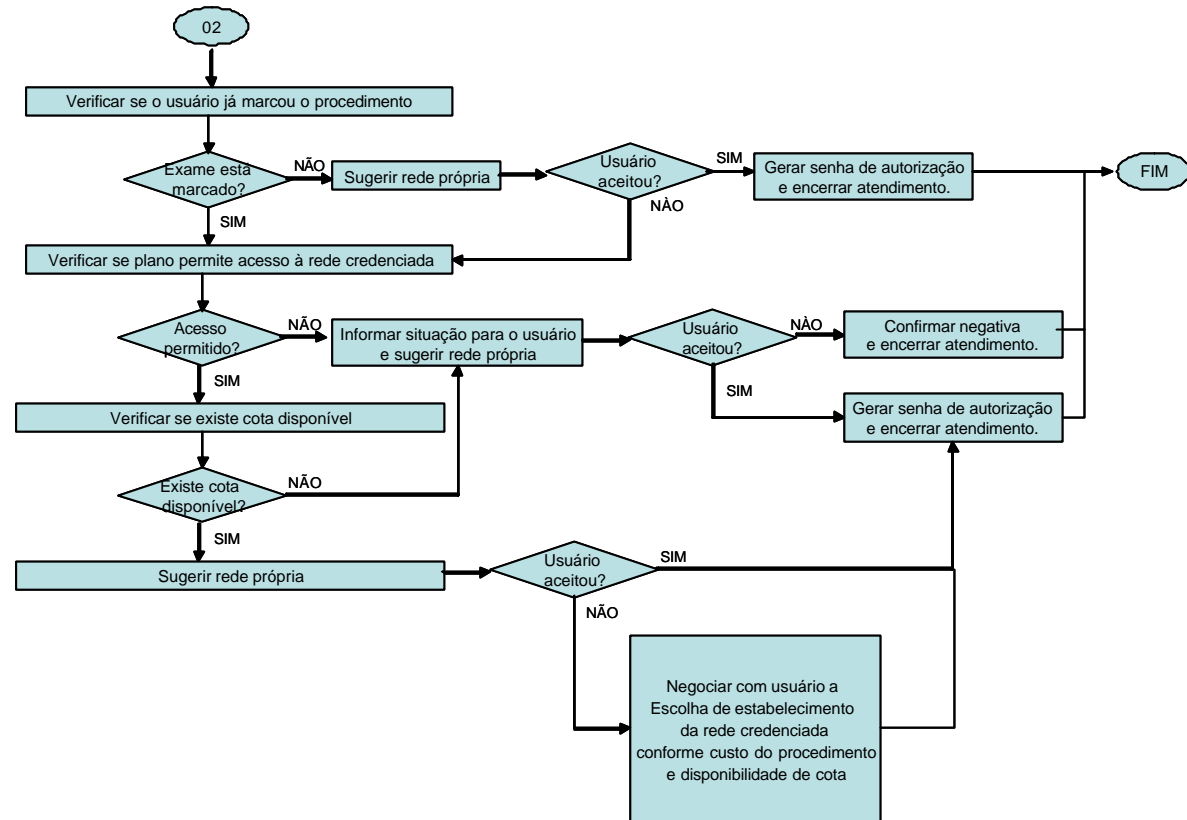 02
Verificar se o usuário já marcou o procedimento
Exame está
marcado?
NÃO
Sugerir rede própria
Usuário
aceitou?
SIM
Gerar senha de autorização
e encerrar atendimento.
FIM
NÀO
SIM
Verificar se plano permite acesso à rede credenciada
Acesso
permitido?
NÃO
Informar situação para o usuário
e sugerir rede própria
Usuário
aceitou?
NÀO
Confirmar negativa
e encerrar atendimento.
SIM
SIM
Verificar se existe cota disponível
Gerar senha de autorização
e encerrar atendimento.
Existe cota
disponível?
NÃO
SIM
Sugerir rede própria
Usuário
aceitou?
SIM
NÃO
Negociar com usuário a
Escolha de estabelecimento
da rede credenciada
conforme custo do procedimento
e disponibilidade de cota